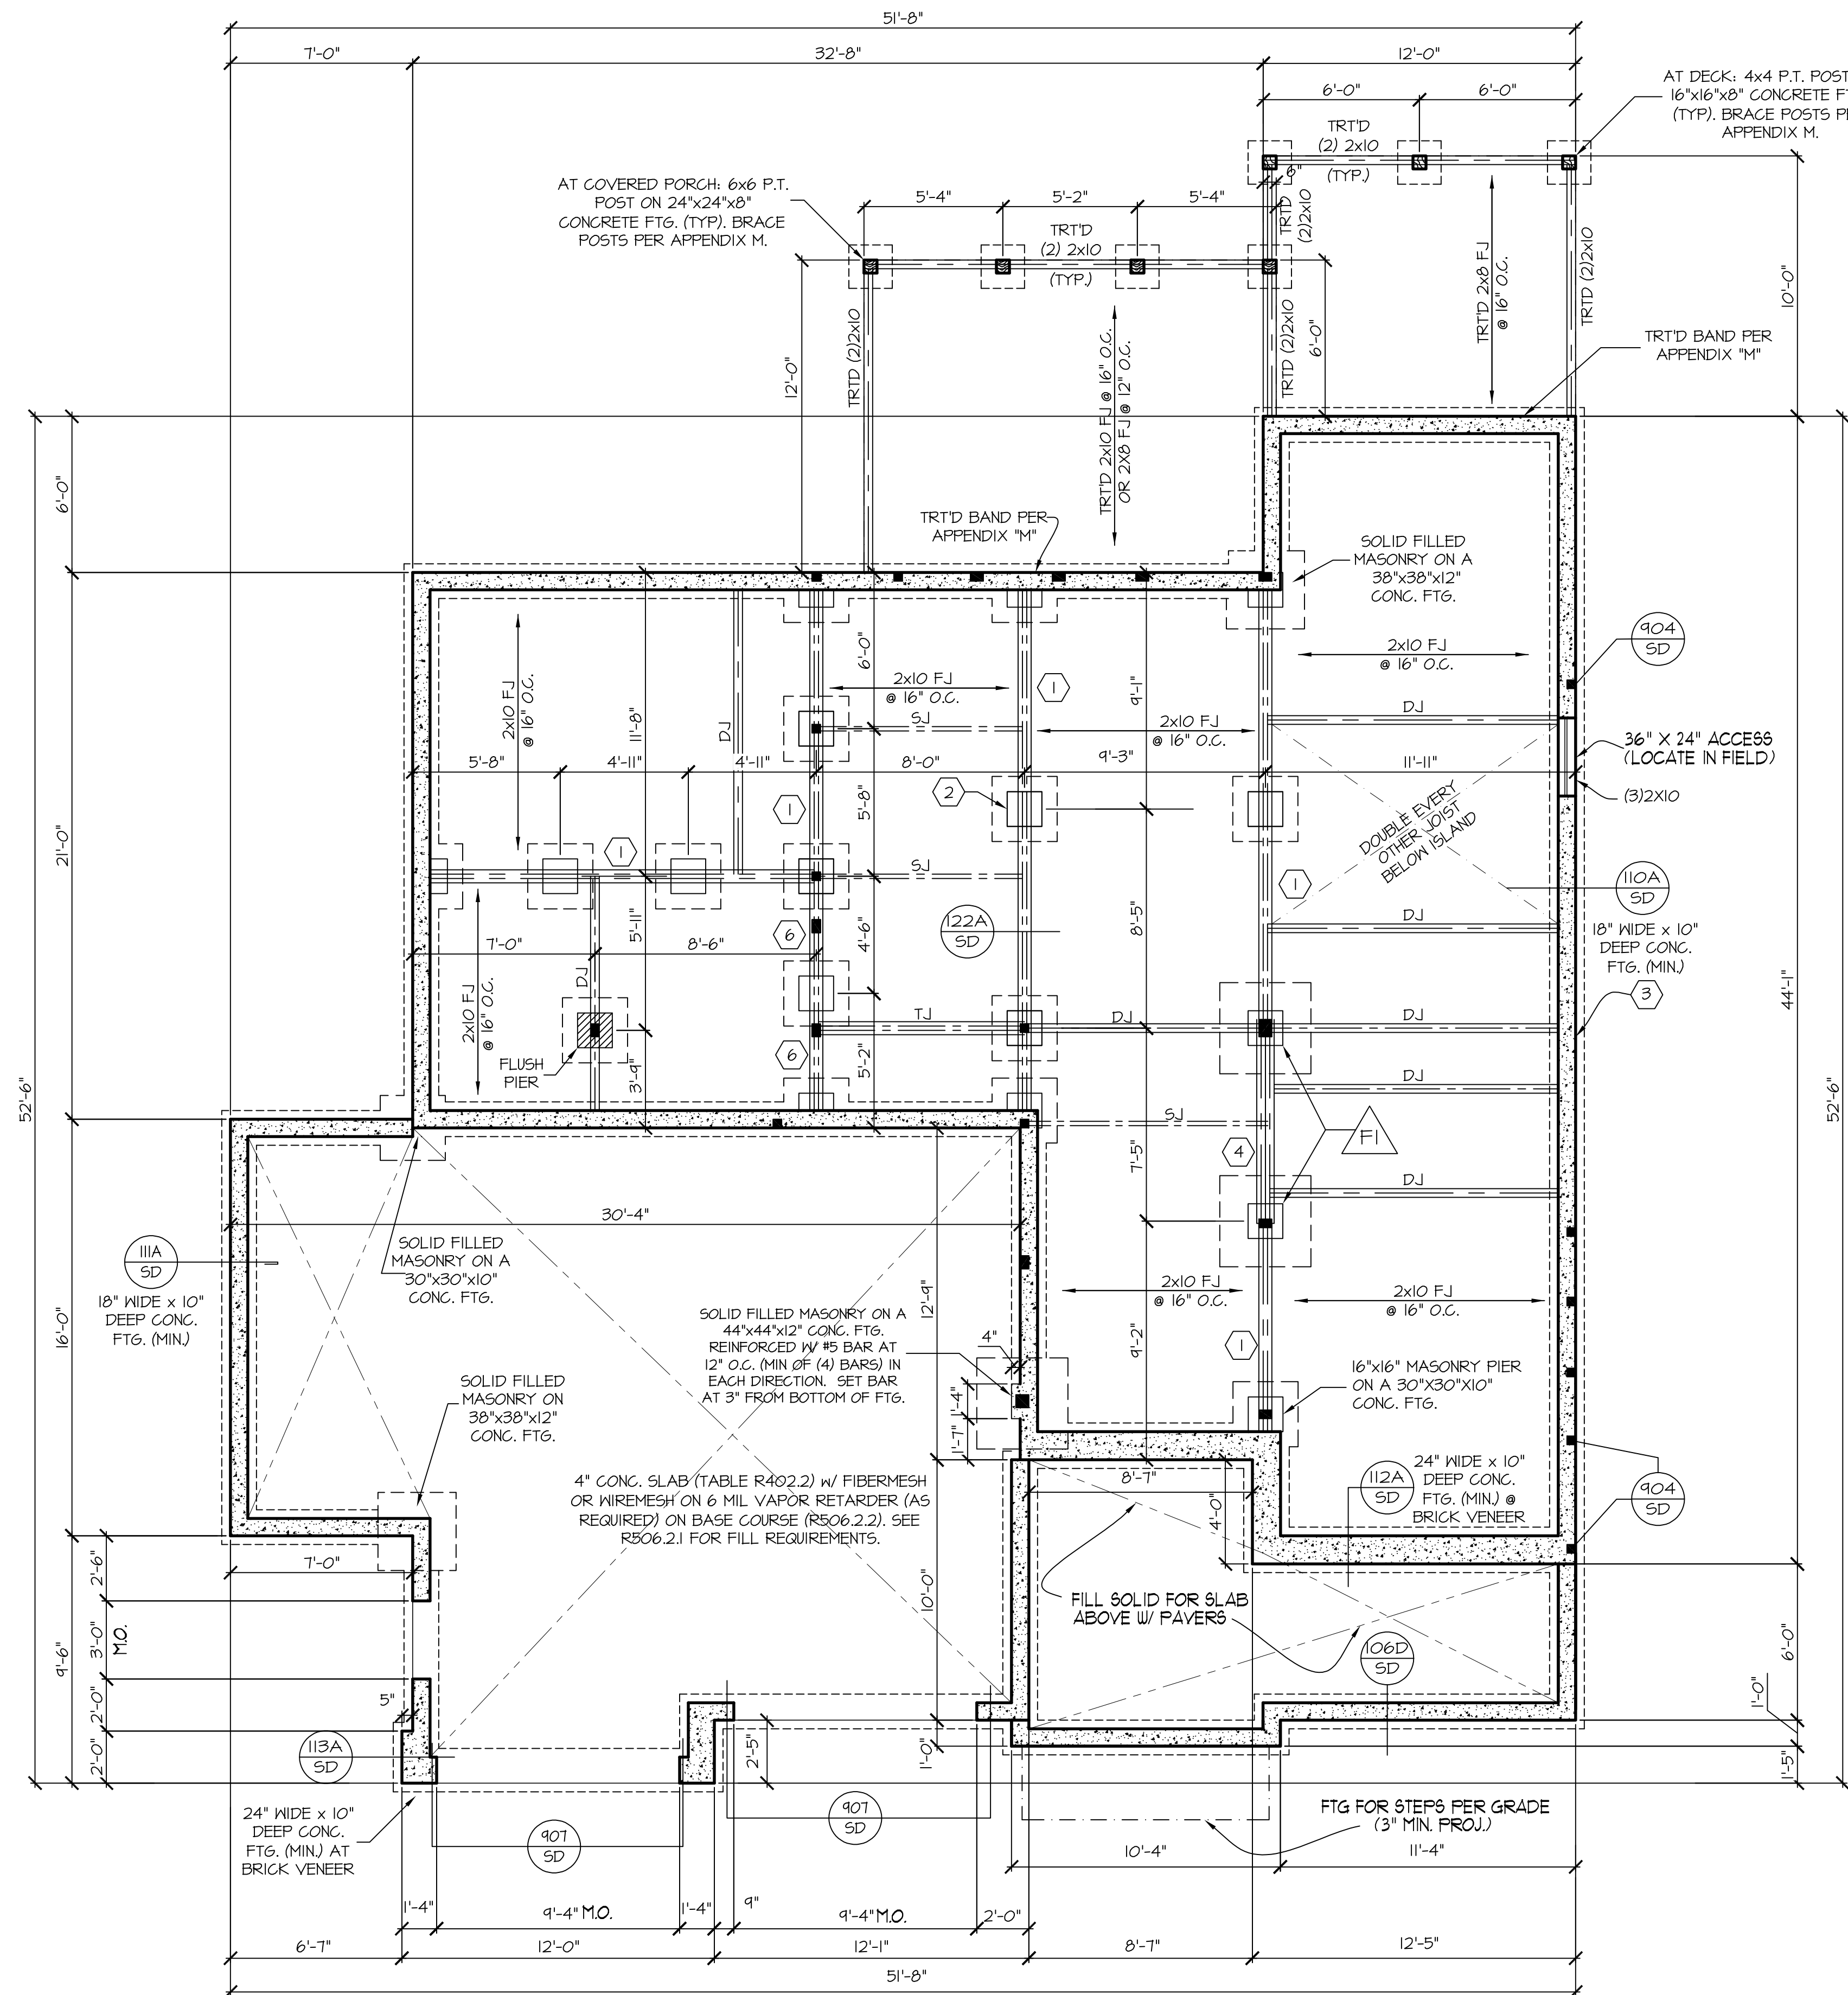 51'-8"
7'-0"
32'-8"
12'-0"
6'-0"
6'-0"
AT DECK: 4x4 P.T. POST
16"x16"x8" CONCRETE
(TYP). BRACE POSTS
APPENDIX M.
TRT'D
(2) 2x10
(TYP.)
6"
AT COVERED PORCH: 6x6 P.T.
POST ON 24"x24"x8"
CONCRETE FTG. (TYP). BRACE
POSTS PER APPENDIX M.
5'-4"
5'-2"
5'-4"
TRT'D
(2) 2x10
(TYP.)
TRTD
(2)2x10
TRT'D 2x8 FJ
@ 16" O.C.
TRTD (2)2x10
10'-0"
12'-0"
TRTD (2)2x10
TRT'D 2x10 FJ @ 16" O.C.
OR 2X8 FJ @ 12" O.C.
TRTD (2)2x10
6'-0"
TRT'D BAND PER
APPENDIX "M"
6'-0"
TRT'D BAND PER
APPENDIX "M"
SOLID FILLED
MASONRY ON A
38"x38"x12"
CONC. FTG.
904
SD
2x10 FJ
@ 16" O.C.
2x10 FJ
@ 16" O.C.
11'-8"
DJ
6'-0"
2x10 FJ
@ 16" O.C.
1
SJ
9'-1"
2x10 FJ
@ 16" O.C.
DJ
36" X 24" ACCESS
(LOCATE IN FIELD)
(3)2X10
5'-8"
4'-11"
4'-11"
8'-0"
9'-3"
11'-11"
21'-0"
1
5'-8"
2
DOUBLE EVERY
OTHER JOIST
BELOW ISLAND
1
SJ
1
110A
SD
18" WIDE x 10"
DEEP CONC.
FTG. (MIN.)
3
44'-1"
5'-11"
7'-0"
8'-6"
6
4'-6"
122A
SD
8'-5"
DJ
2x10 FJ
@ 16" O.C.
DJ
FLUSH
PIER
3'-9"
6
5'-2"
TJ
DJ
DJ
DJ
52'-6"
52'-6"
SJ
F1
4
7'-5"
DJ
30'-4"
111A
SD
18" WIDE x 10"
DEEP CONC.
FTG. (MIN.)
16'-0"
SOLID FILLED
MASONRY ON A
30"x30"x10"
CONC. FTG.
SOLID FILLED MASONRY ON A
44"x44"x12" CONC. FTG.
REINFORCED W/ #5 BAR AT
12" O.C. (MIN OF (4) BARS) IN
EACH DIRECTION. SET BAR
AT 3" FROM BOTTOM OF FTG.
12'-9"
4"
1'-4"
1'-7"
2x10 FJ
@ 16" O.C.
2x10 FJ
@ 16" O.C.
9'-2"
1
16"x16" MASONRY PIER
ON A 30"X30"X10"
CONC. FTG.
SOLID FILLED
MASONRY ON
38"x38"x12"
CONC. FTG.
4" CONC. SLAB (TABLE R402.2) W/ FIBERMESH
OR WIREMESH ON 6 MIL VAPOR RETARDER (AS
REQUIRED) ON BASE COURSE (R506.2.2). SEE
R506.2.1 FOR FILL REQUIREMENTS.
8'-7"
4'-0"
112A
SD
24" WIDE x 10"
DEEP CONC.
FTG. (MIN.) @
BRICK VENEER
904
SD
7'-0"
2'-6"
3'-0"
M.O.
9'-6"
2'-0"
2'-0"
10'-0"
FILL SOLID FOR SLAB
ABOVE W/ PAVERS
106D
SD
6'-0"
1'-0"
1'-5"
5"
113A
SD
2'-5"
1'-0"
24" WIDE x 10"
DEEP CONC.
FTG. (MIN.) AT
BRICK VENEER
907
SD
907
SD
FTG FOR STEPS PER GRADE
(3" MIN. PROJ.)
10'-4"
11'-4"
1'-4"
9'-4" M.O.
1'-4"
9"
9'-4" M.O.
2'-0"
6'-7"
12'-0"
12'-1"
8'-7"
12'-5"
51'-8"